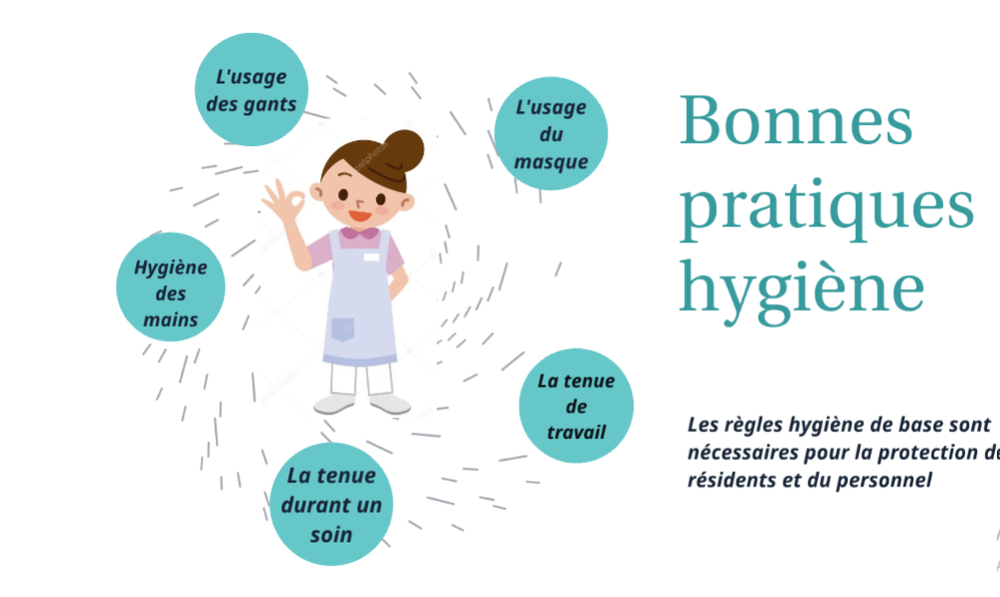 L'usage
des gants
L'usage
du
masque
Hygiène
des
mains
La tenue
de
travail
La tenue
durant un
soin
Bonnes
pratiques
hygiène
Les règles hygiène de base sont
nécessaires pour la protection
résidents et du personnel